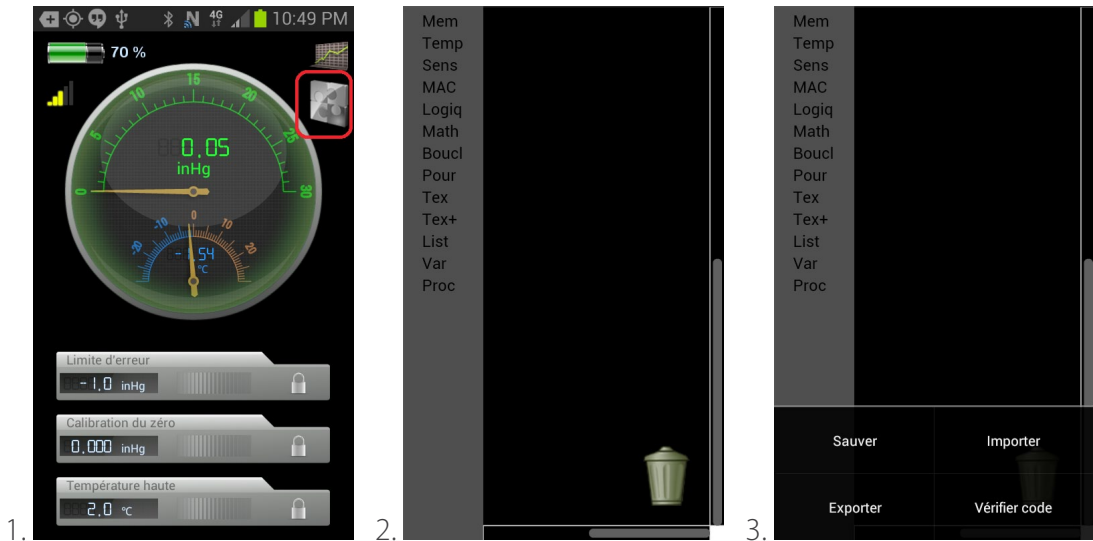 4G 10:49 PM
70 %
0 5 10 15 20 25 30
0.05
inHg
-20 -10 0 10 20
-1.54
°C
Limite d'erreur
-1.0 inHg
Calibration du zéro
0.000 inHg
Température haute
2.0 °C
1.
Mem
Temp
Sens
MAC
Logiq
Math
Boucl
Pour
Tex
Tex+
List
Var
Proc
2.
Mem
Temp
Sens
MAC
Logiq
Math
Boucl
Pour
Tex
Tex+
List
Var
Proc
Sauver Importer
Exporter Vérifier code
3.